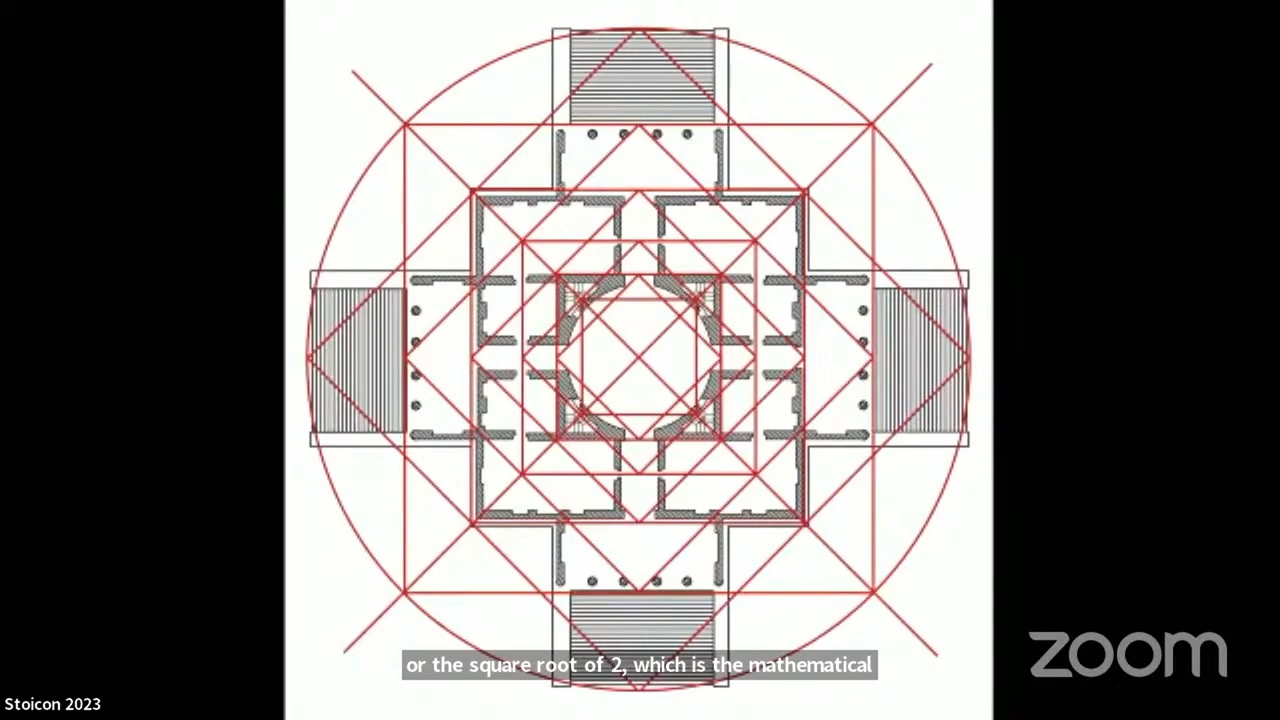 or the square root of 2, which is the mathematical
zoom
Stoicon 2023